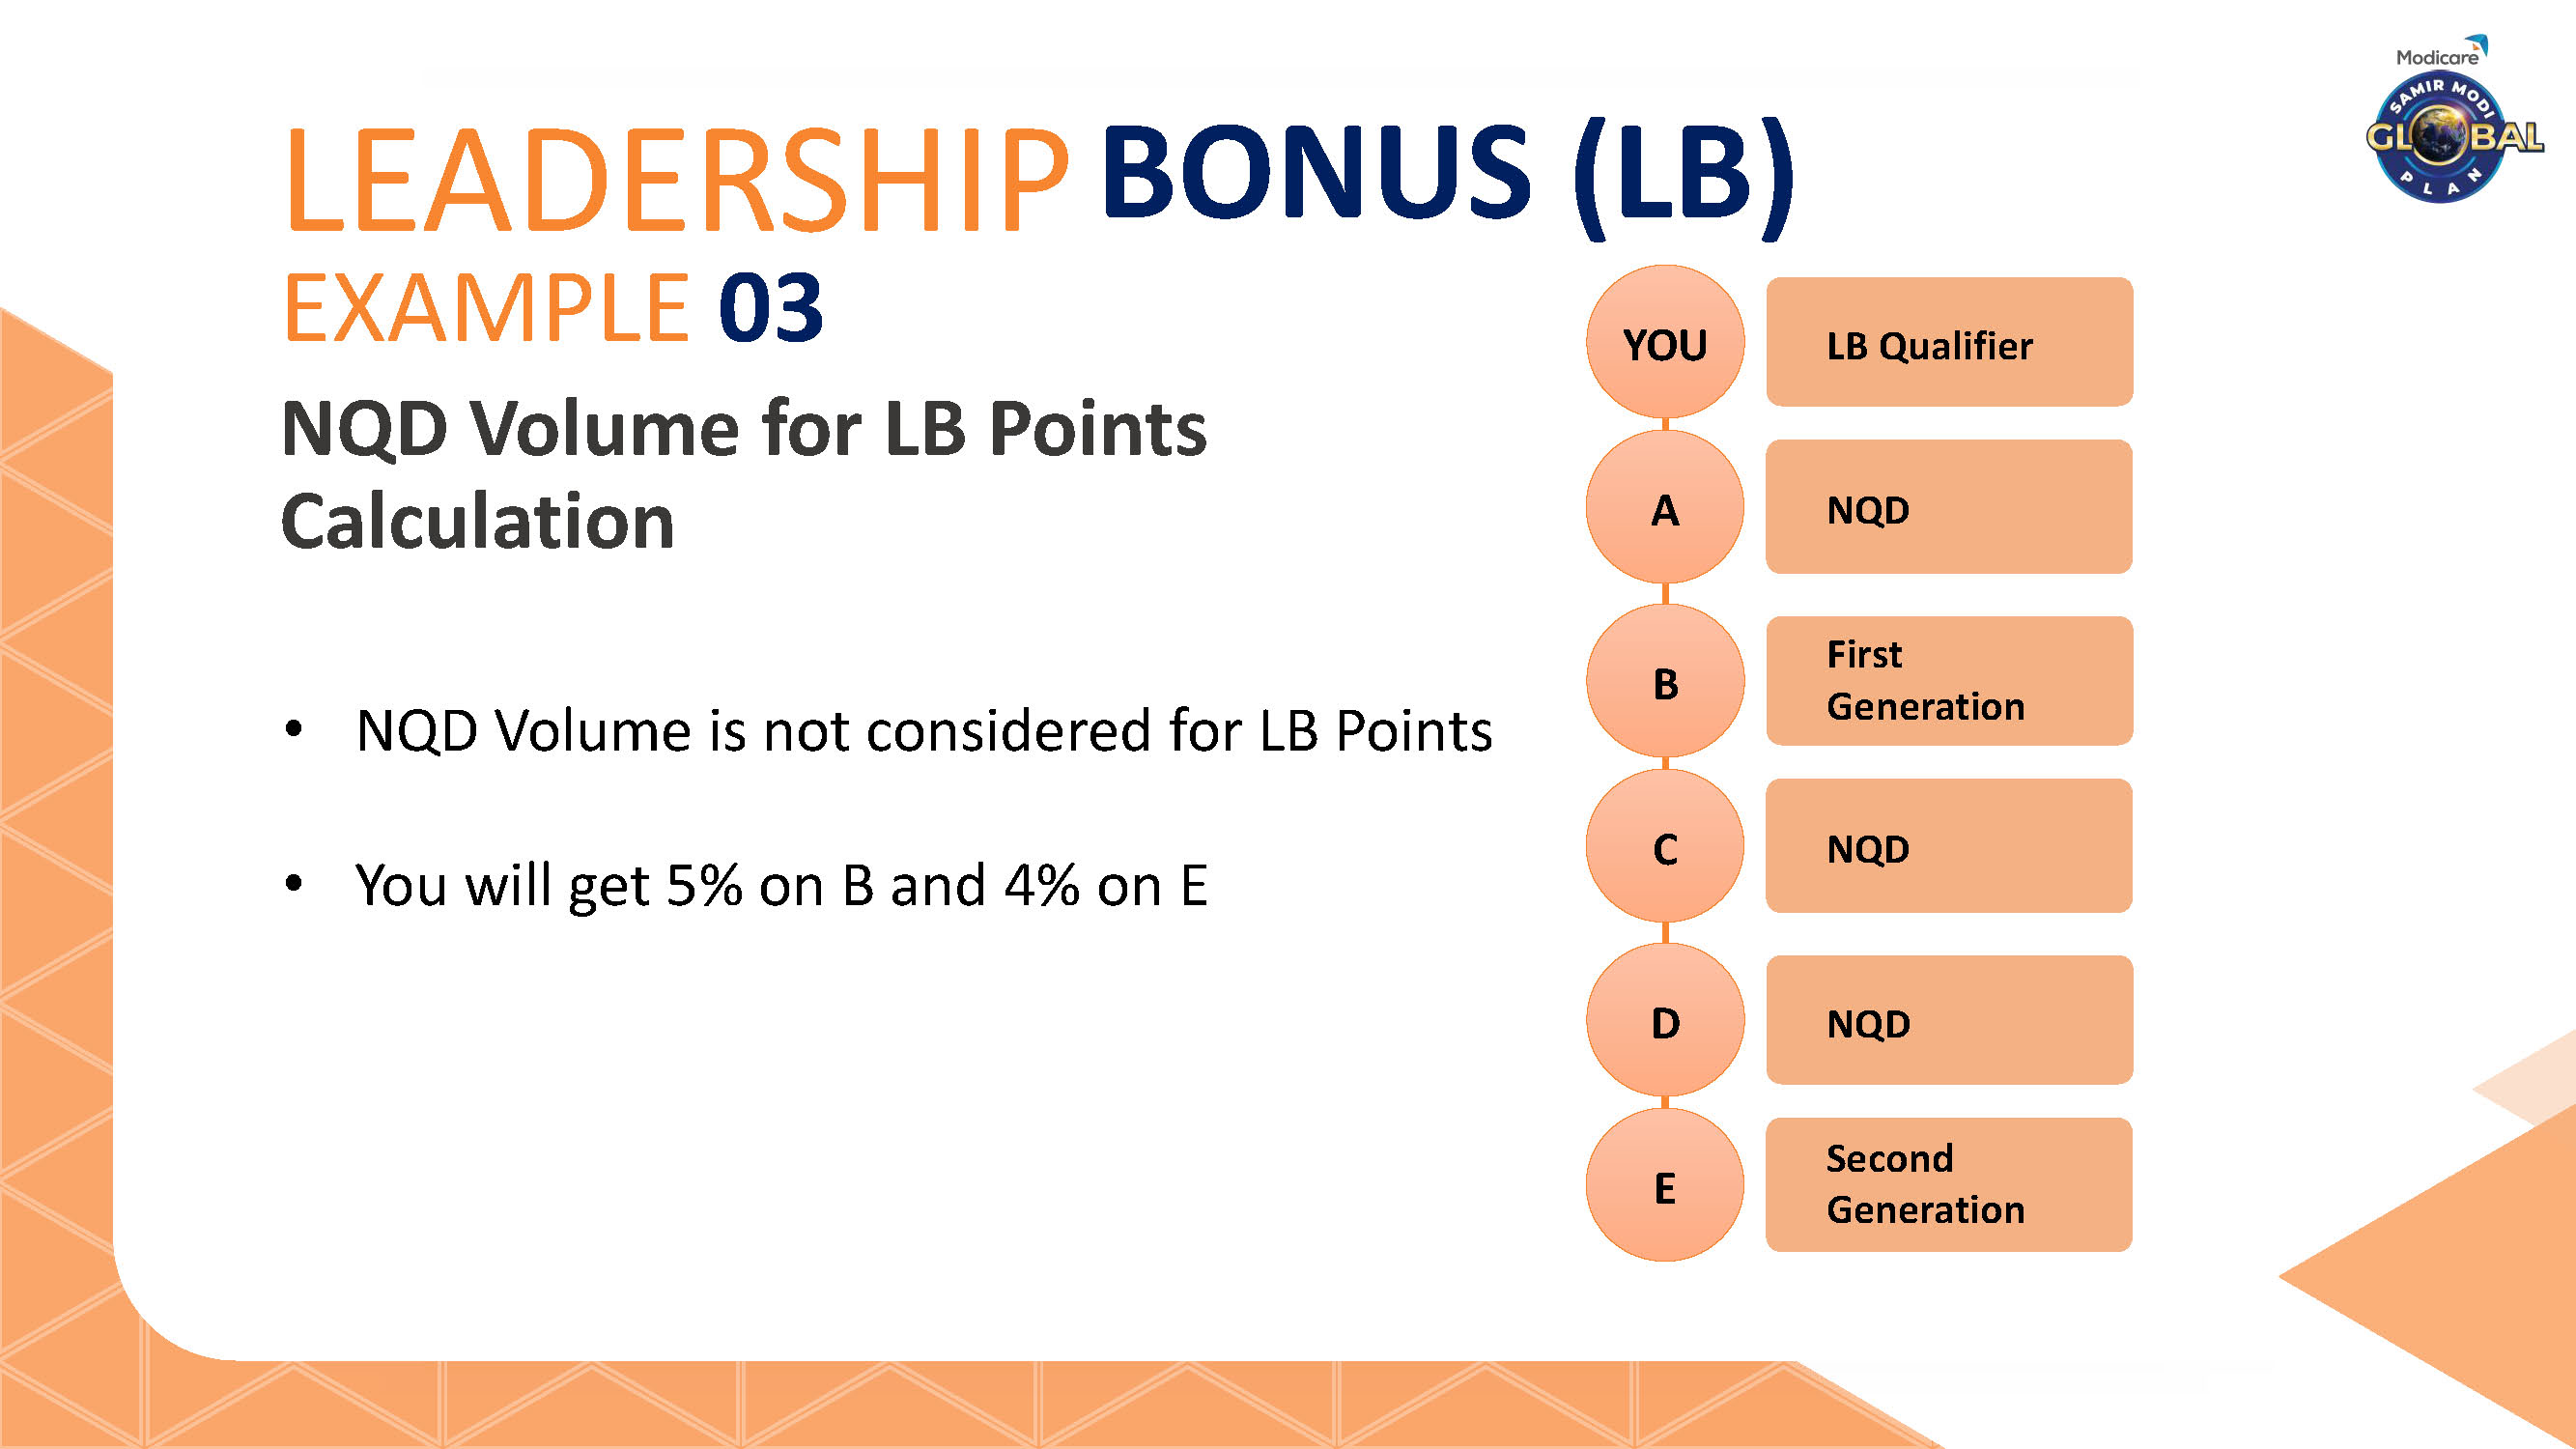 Modicare
SAMIR MODI
GLOBAL
PLAN
LEADERSHIP BONUS (LB)
EXAMPLE 03
NQD Volume for LB Points
Calculation
• NQD Volume is not considered for LB Points
• You will get 5% on B and 4% on E
YOU
LB Qualifier
A
NQD
B
First
Generation
C
NQD
D
NQD
E
Second
Generation